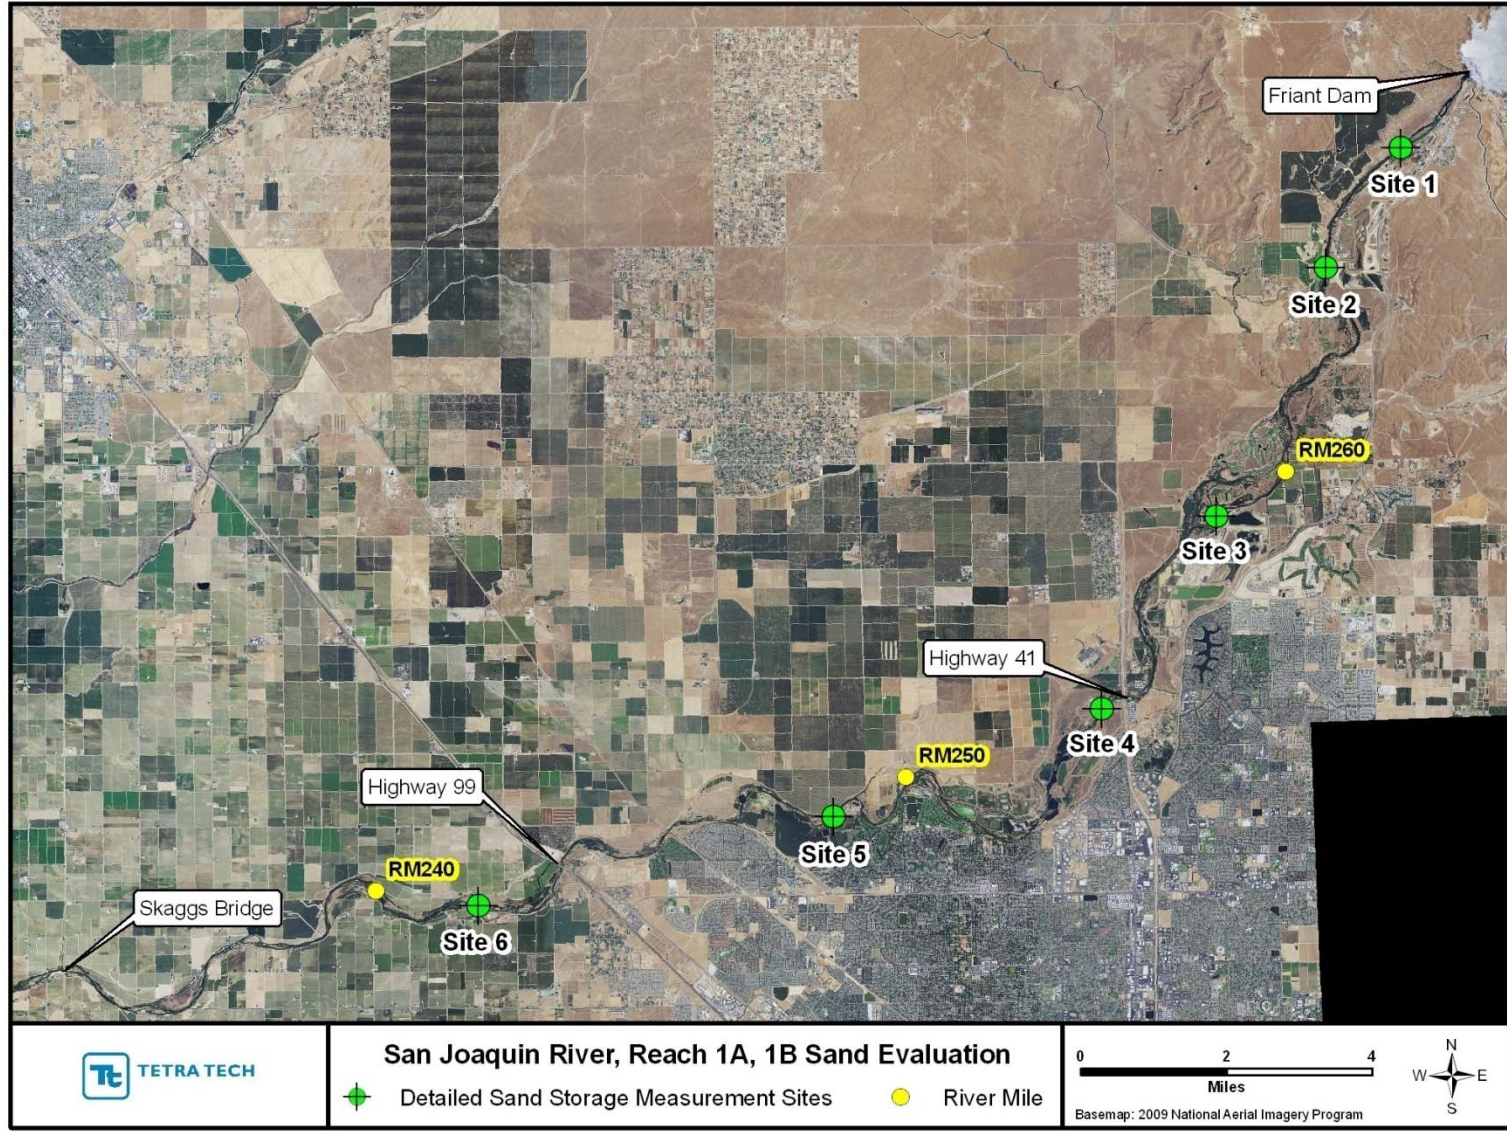 Friant Dam
Site 1
Site 2
RM260
Site 3
Highway 41
Site 4
RM250
Highway 99
Site 5
RM240
Skaggs Bridge
Site 6
Tt TETRA TECH
San Joaquin River, Reach 1A, 1B Sand Evaluation
Detailed Sand Storage Measurement Sites
River Mile
0 2 4
Miles
Basemap: 2009 National Aerial Imagery Program
N
W E
S